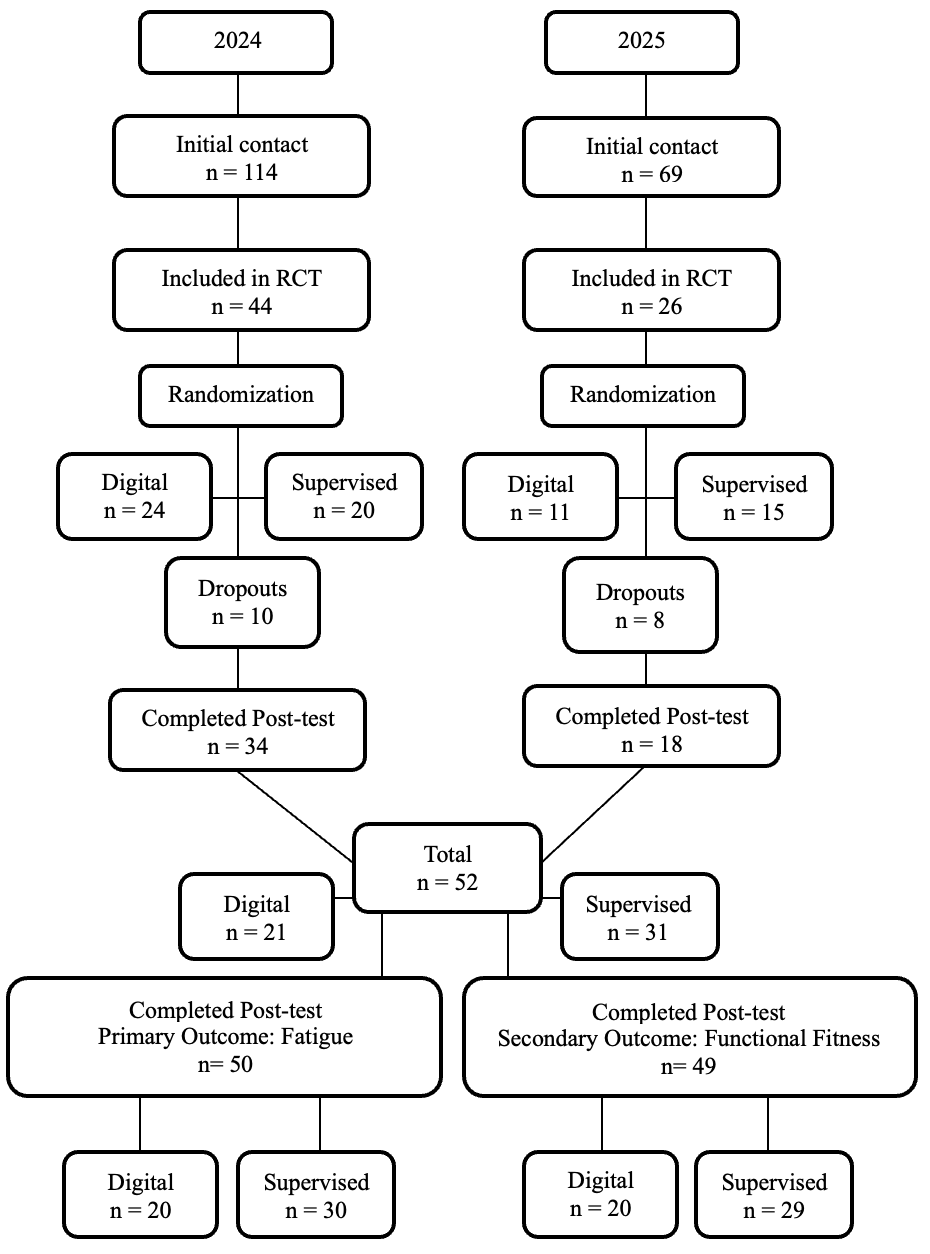 2024
Initial contact
n = 114
Included in RCT
n = 44
Randomization
Digital
n = 24
Supervised
n = 20
Dropouts
n = 10
Completed Post-test
n = 34
2025
Initial contact
n = 69
Included in RCT
n = 26
Randomization
Digital
n = 11
Supervised
n = 15
Dropouts
n = 8
Completed Post-test
n = 18
Total
n = 52
Digital
n = 21
Supervised
n = 31
Completed Post-test
Primary Outcome: Fatigue
n= 50
Digital
n = 20
Supervised
n = 30
Completed Post-test
Secondary Outcome: Functional Fitness
n= 49
Digital
n = 20
Supervised
n = 29